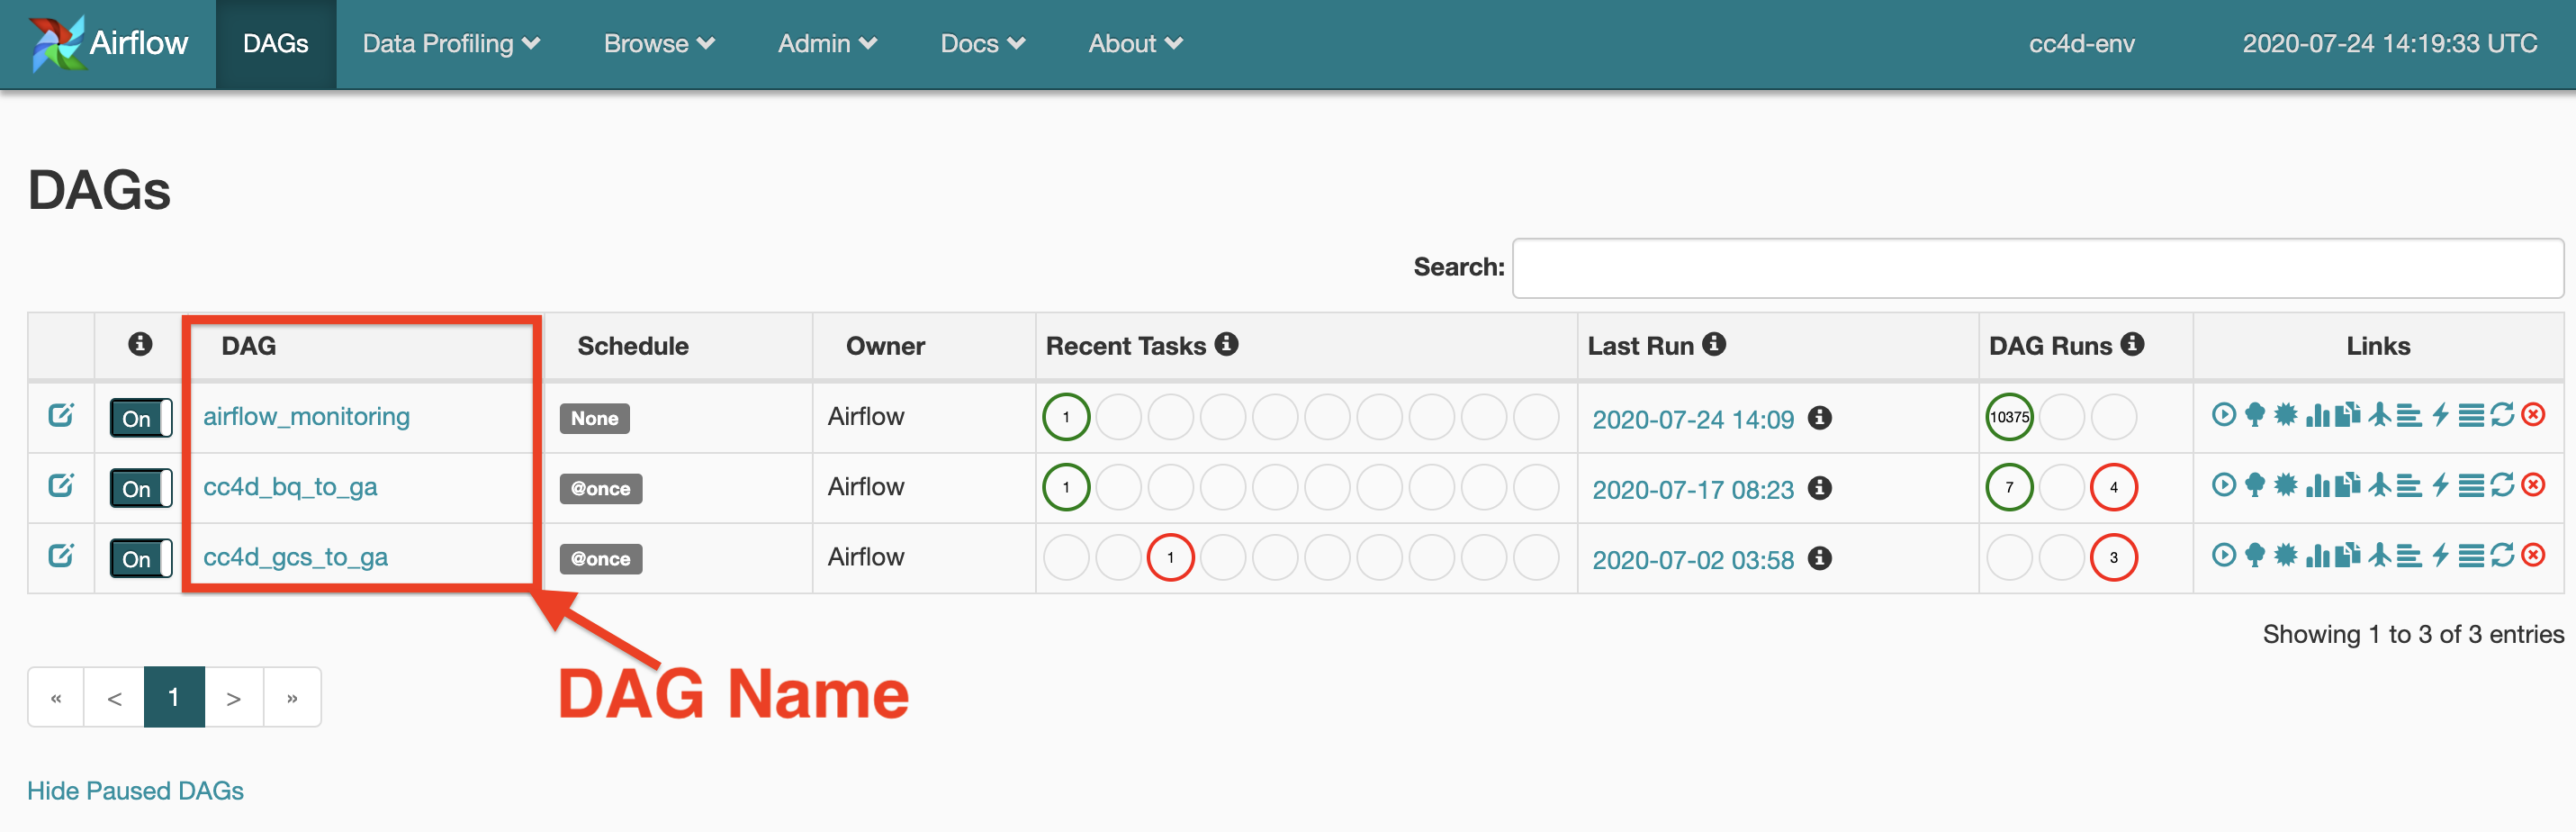 Airflow DAGs Data Profiling Browse Admin Docs About cc4d-env 2020-07-24 14:19:33 UTC
DAGs
Search:
DAG Schedule Owner Recent Tasks Last Run DAG Runs Links
On airflow_monitoring None Airflow 1 2020-07-24 14:09 10375
On cc4d_bq_to_ga @once Airflow 1 2020-07-17 08:23 7 4
On cc4d_gcs_to_ga @once Airflow 1 2020-07-02 03:58 3
Showing 1 to 3 of 3 entries
« < 1 > »
DAG Name
Hide Paused DAGs